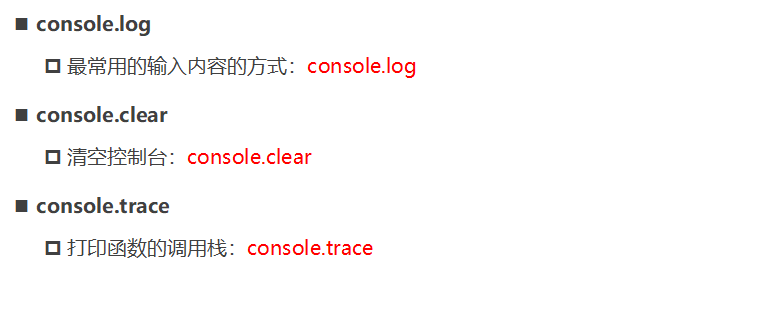 console.log
最常用的输入内容的方式：console.log
console.clear
清空控制台：console.clear
console.trace
打印函数的调用栈：console.trace